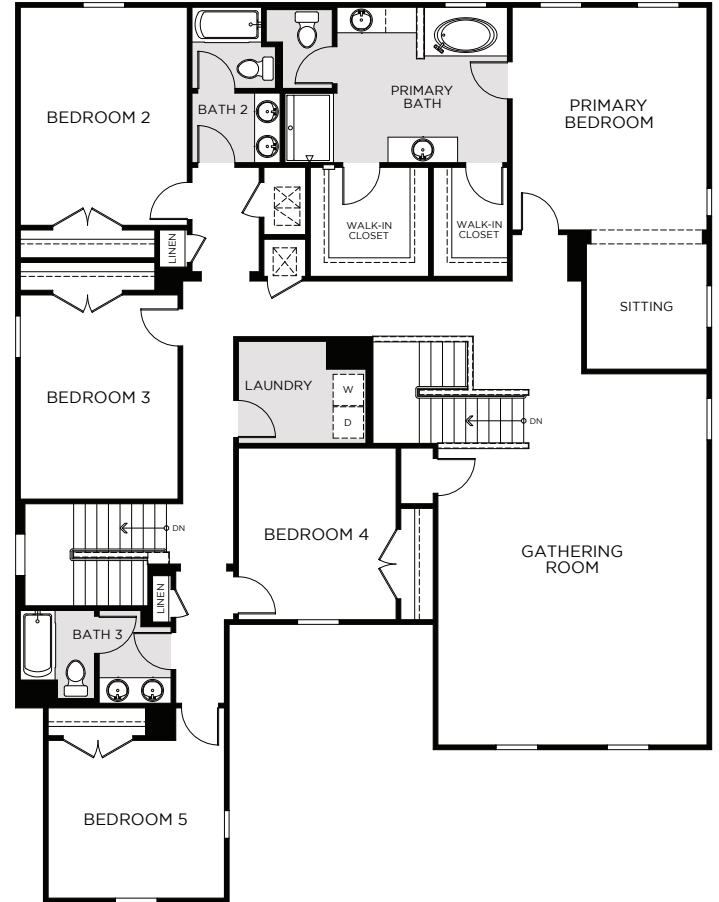 BEDROOM 2
BATH 2
PRIMARY
BATH
PRIMARY
BEDROOM
LINEN
WALK-IN
CLOSET
WALK-IN
CLOSET
SITTING
BEDROOM 3
LAUNDRY
W
D
DN
DN
BEDROOM 4
GATHERING
ROOM
LINEN
BATH 3
BEDROOM 5